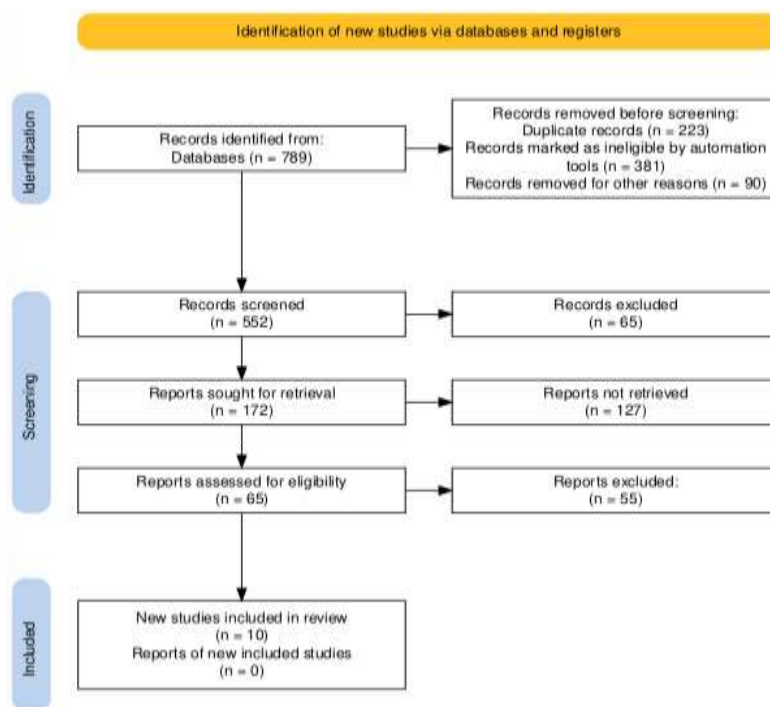 Identification of new studies via databases and registers
Identification
Records identified from:
Databases (n = 789)
Records removed before screening:
Duplicate records (n = 223)
Records marked as ineligible by automation
tools (n = 381)
Records removed for other reasons (n = 90)
Screening
Records screened
(n = 552)
Records excluded
(n = 65)
Reports sought for retrieval
(n = 172)
Reports not retrieved
(n = 127)
Reports assessed for eligibility
(n = 65)
Reports excluded:
(n = 55)
Included
New studies included in review
(n = 10)
Reports of new included studies
(n = 0)